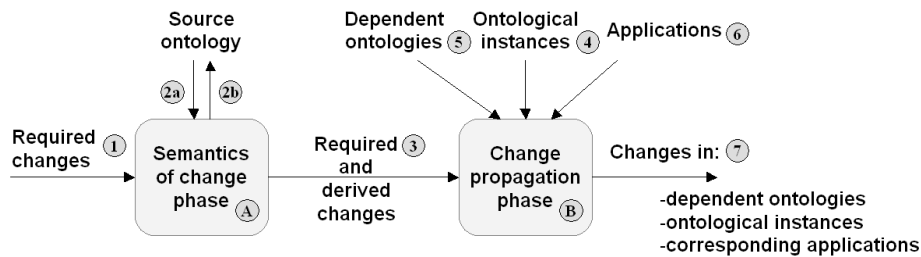 Source
ontology
2a
2b
Dependent
ontologies 5
Ontological
instances 4
Applications 6
Required
changes 1
Semantics
of change
phase
A
Required 3
and
derived
changes
Change
propagation
phase
B
Changes in: 7
-dependent ontologies
-ontological instances
-corresponding applications